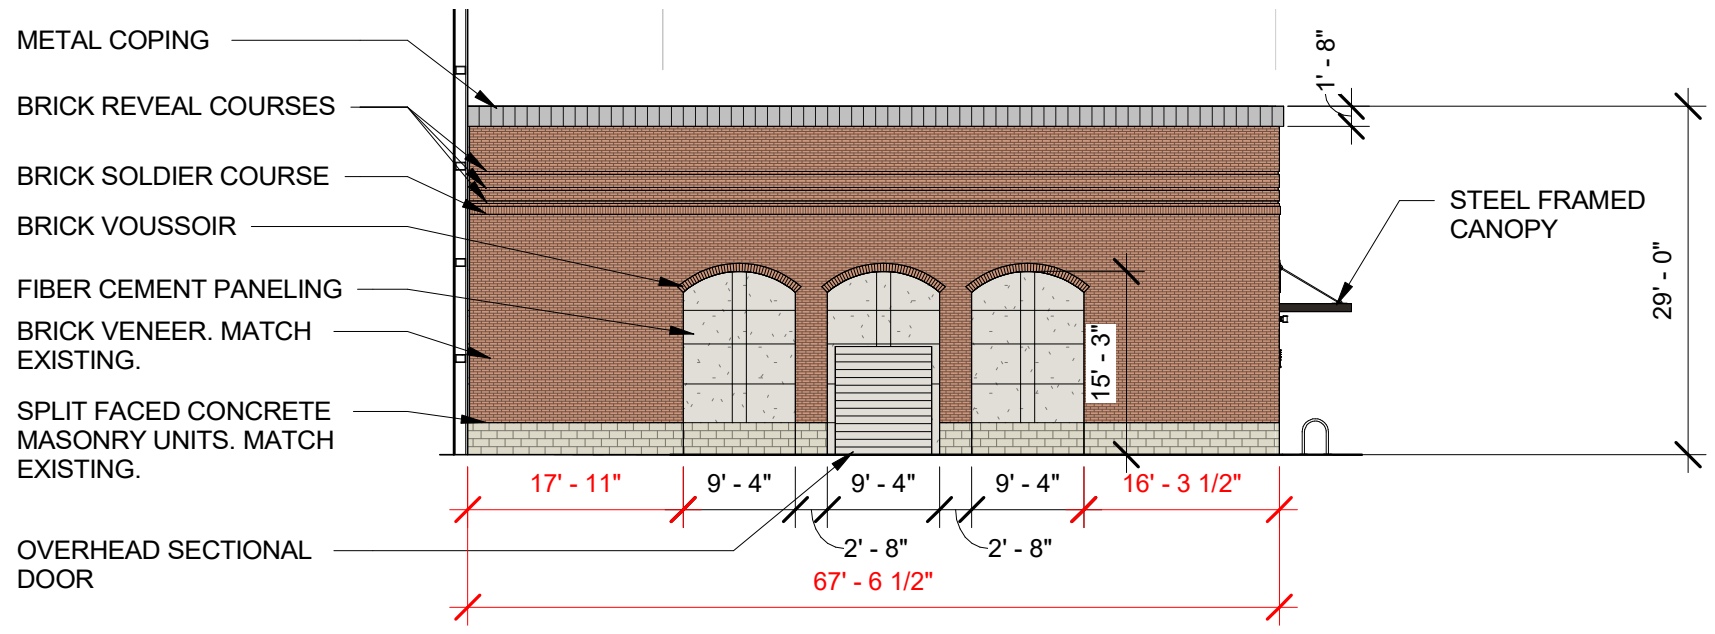 METAL COPING
BRICK REVEAL COURSES
BRICK SOLDIER COURSE
BRICK VOUSSOIR
FIBER CEMENT PANELING
BRICK VENEER. MATCH
EXISTING.
SPLIT FACED CONCRETE
MASONRY UNITS. MATCH
EXISTING.
OVERHEAD SECTIONAL
DOOR
1' - 8"
STEEL FRAMED
CANOPY
29' - 0"
15' - 3"
17' - 11"
9' - 4"
9' - 4"
9' - 4"
16' - 3 1/2"
2' - 8"
2' - 8"
67' - 6 1/2"